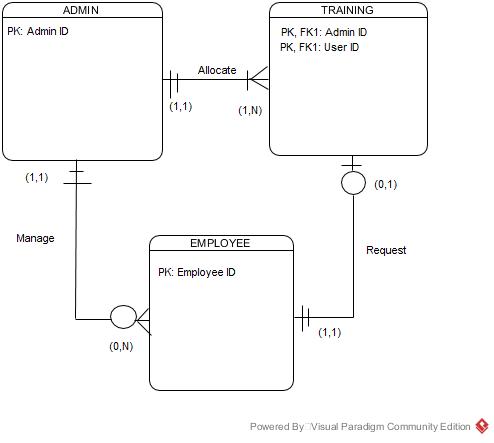 ADMIN
PK: Admin ID
TRAINING
PK, FK1: Admin ID
PK, FK1: User ID
Allocate
(1,1)
(1,N)
(1,1)
(0,1)
Manage
Request
EMPLOYEE
PK: Employee ID
(0,N)
(1,1)
Powered By Visual Paradigm Community Edition